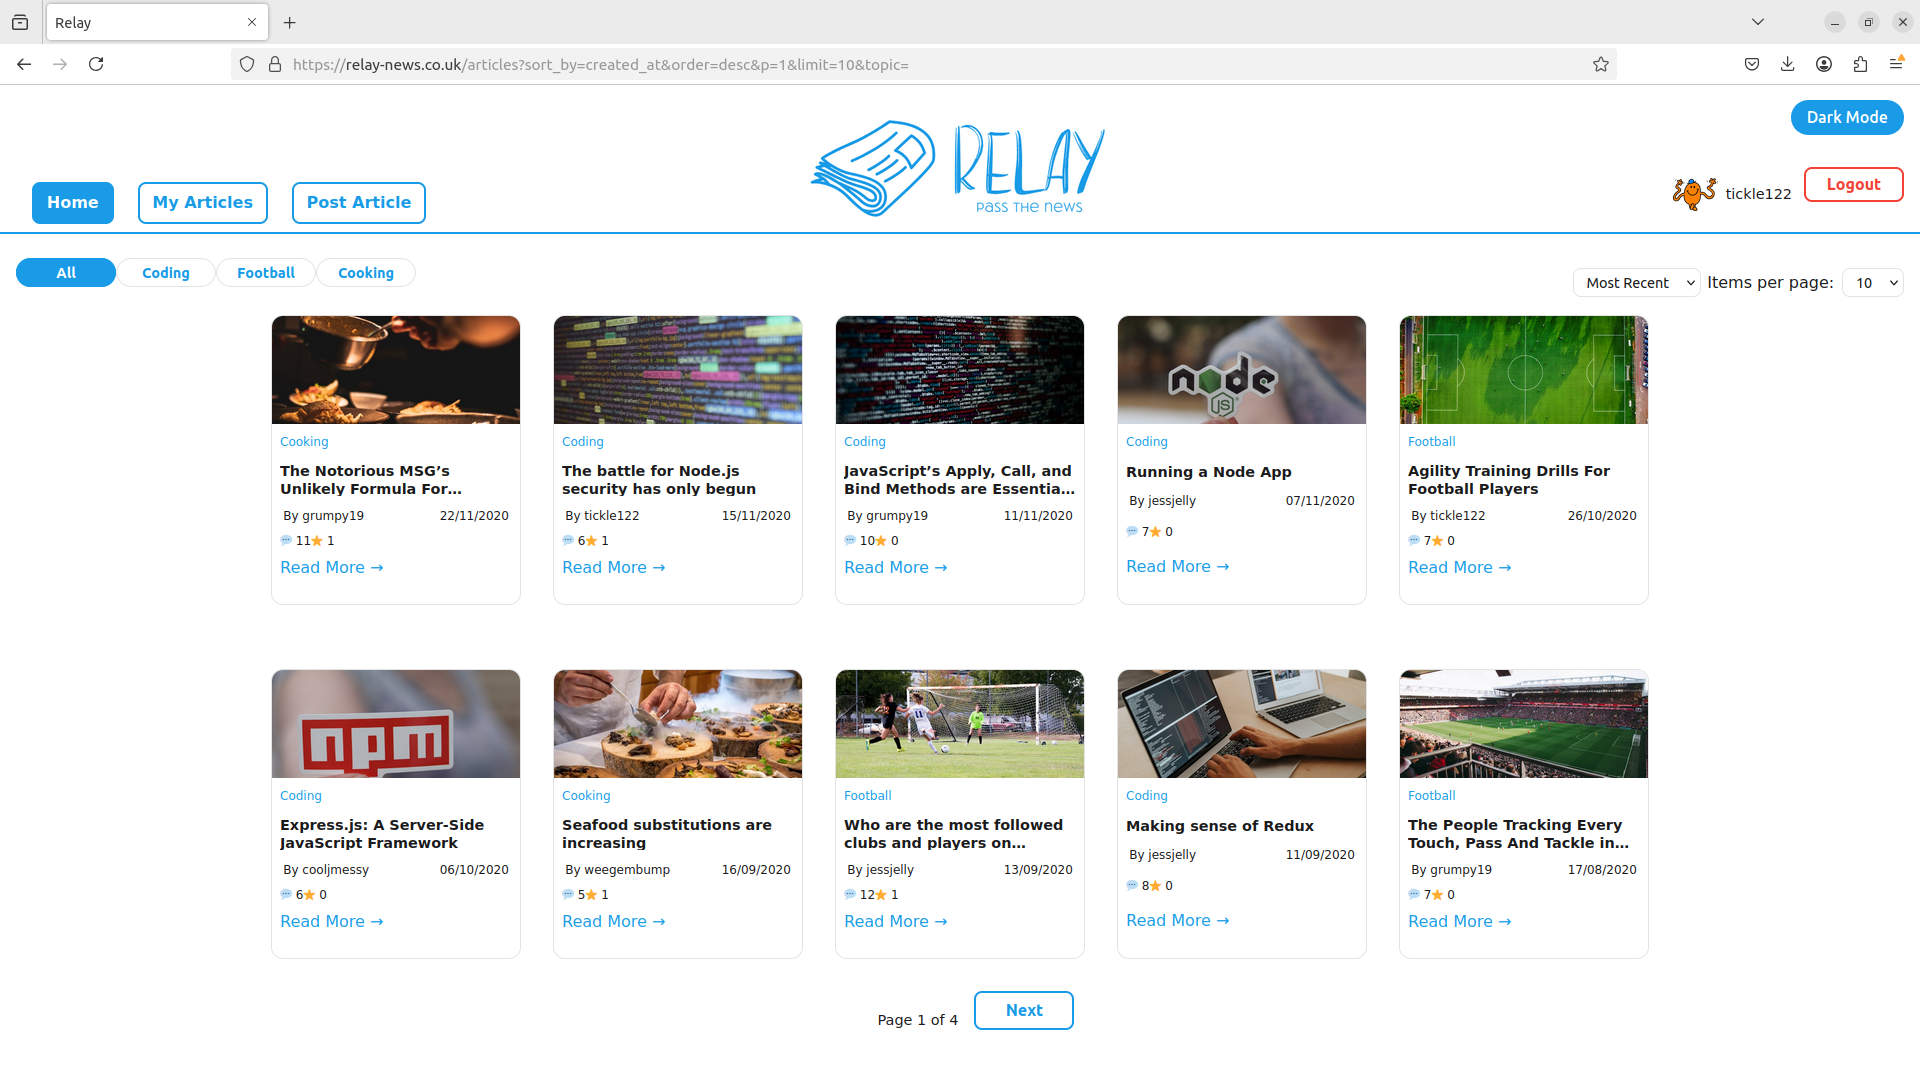 Relay
https://relay-news.co.uk/articles?sort_by=created_at&order=desc&p=1&limit=10&topic=
Dark Mode
RELAY
PASS THE NEWS
Home
My Articles
Post Article
tickle122
Logout
All
Coding
Football
Cooking
Most Recent
Items per page:
10
Cooking
The Notorious MSG’s
Unlikely Formula For...
By grumpy19 22/11/2020
11 1
Read More →
Coding
The battle for Node.js
security has only begun
By tickle122 15/11/2020
6 1
Read More →
Coding
JavaScript’s Apply, Call, and
Bind Methods are Essentia...
By grumpy19 11/11/2020
10 0
Read More →
node
JS
Coding
Running a Node App
By jessjelly 07/11/2020
7 0
Read More →
Football
Agility Training Drills For
Football Players
By tickle122 26/10/2020
7 0
Read More →
npm
Coding
Express.js: A Server-Side
JavaScript Framework
By cooljmessy 06/10/2020
6 0
Read More →
Cooking
Seafood substitutions are
increasing
By weegembump 16/09/2020
5 1
Read More →
11
Football
Who are the most followed
clubs and players on...
By jessjelly 13/09/2020
12 1
Read More →
Coding
Making sense of Redux
By jessjelly 11/09/2020
8 0
Read More →
Football
The People Tracking Every
Touch, Pass And Tackle in...
By grumpy19 17/08/2020
7 0
Read More →
Page 1 of 4
Next